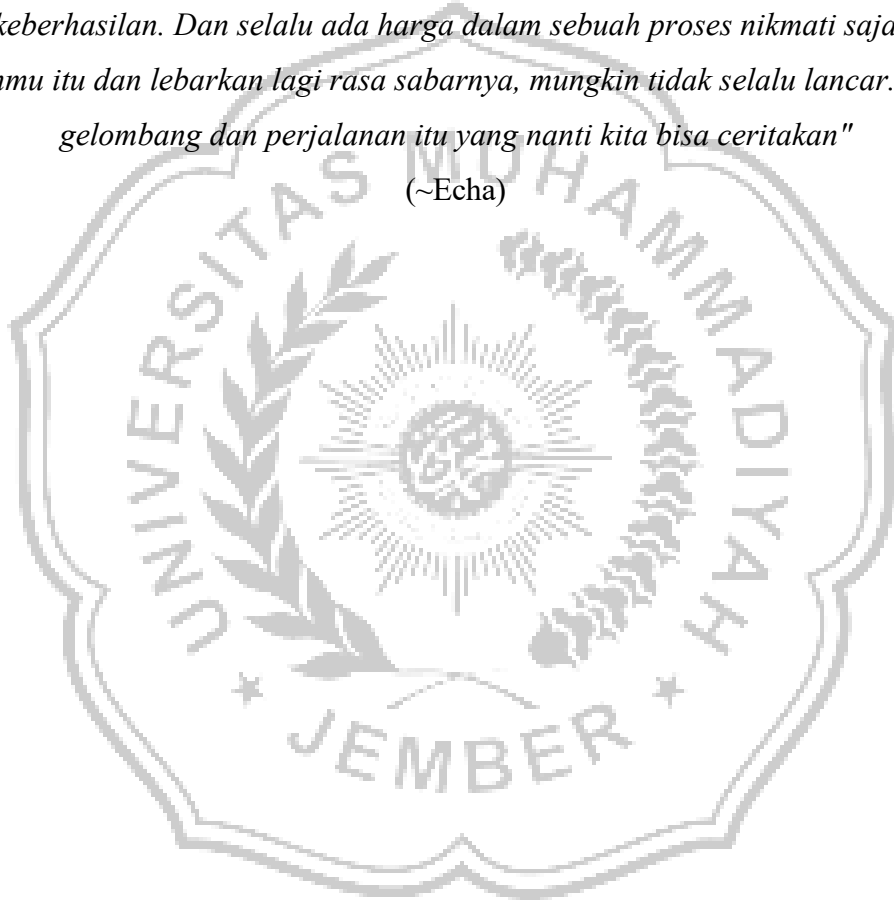 keberhasilan. Dan selalu ada harga dalam sebuah proses nikmati saja
mu itu dan lebarkan lagi rasa sabarnya, mungkin tidak selalu lancar.
gelombang dan perjalanan itu yang nanti kita bisa ceritakan"
(~Echa)
UNIVERSITAS MUHAMMADIYAH
JEMBER